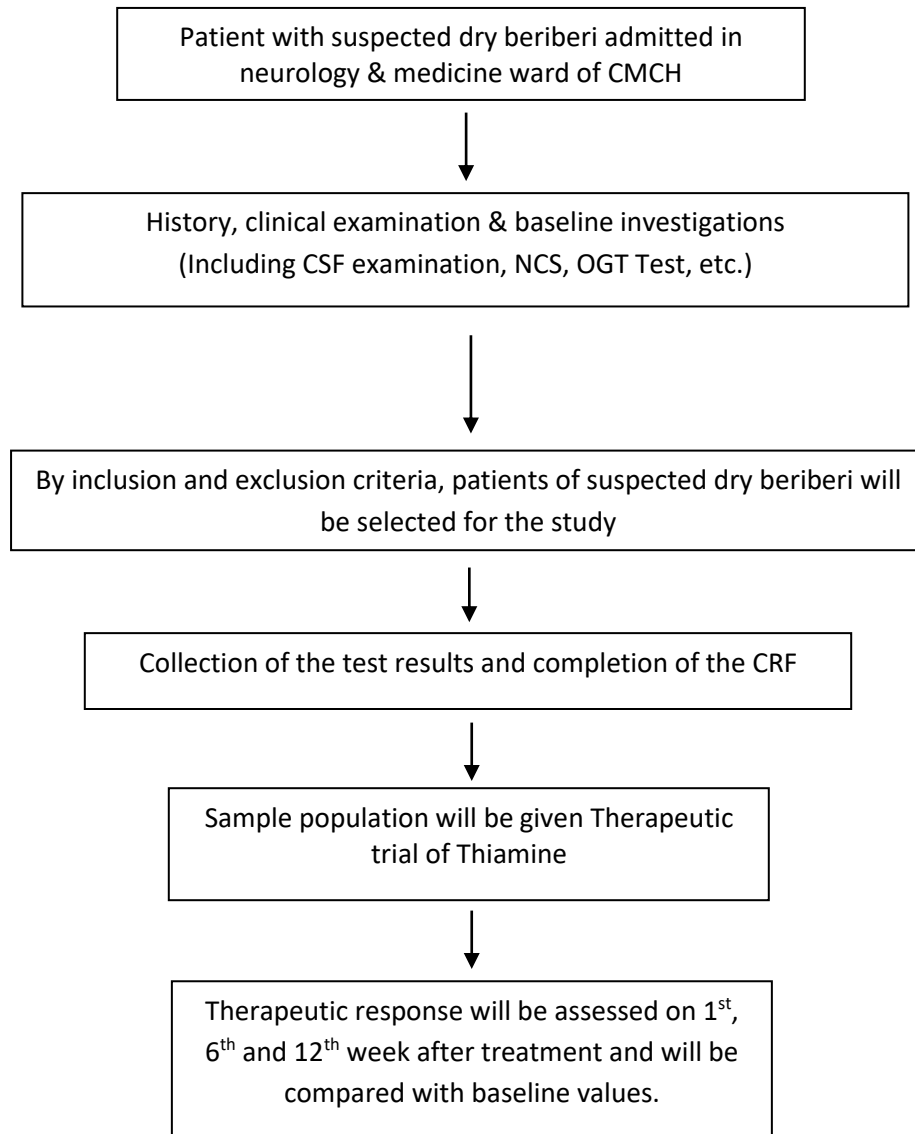 Patient with suspected dry beriberi admitted in
neurology & medicine ward of CMCH
History, clinical examination & baseline investigations
(Including CSF examination, NCS, OGT Test, etc.)
By inclusion and exclusion criteria, patients of suspected dry beriberi will
be selected for the study
Collection of the test results and completion of the CRF
Sample population will be given Therapeutic
trial of Thiamine
Therapeutic response will be assessed on 1st,
6th and 12th week after treatment and will be
compared with baseline values.